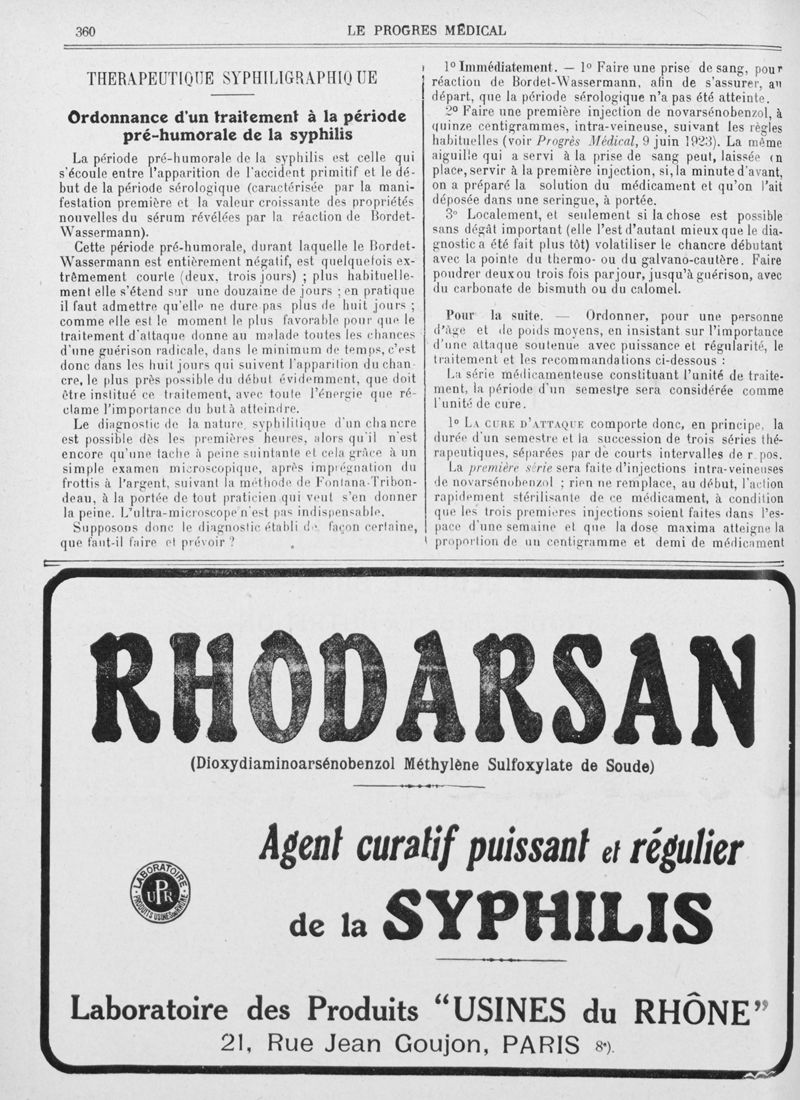 360
LE PROGRES MÉDICAL
THERAPEUTIQUE SYPHILIGRAPHIQUE
Ordonnance d'un traitement à la période
pré-humorale de la syphilis
La période pré-humorale de la syphilis est celle qui
s'écoule entre l'apparition de l'accident primitif et le dé-
but de la période sérologique (caractérisée par la mani-
festation première et la valeur croissante des propriétés
nouvelles du sérum révélées par la réaction de Bordet-
Wassermann).
Cette période pré-humorale, durant laquelle le Bordet-
Wassermann est entièrement négatif, est quelquefois ex-
trêmement courte (deux, trois jours) ; plus habituelle-
ment elle s'étend sur une douzaine de jours ; en pratique
il faut admettre qu'elle ne dure pas plus de huit jours ;
comme elle est le moment le plus favorable pour que le
traitement d'attaque donne au malade toutes les chances
d'une guérison radicale, dans le minimum de temps, c'est
donc dans les huit jours qui suivent l'apparition du chan
cre, le plus près possible du début évidemment, que doit
être institué ce traitement, avec toute l'énergie que ré-
clame l'importance du but à atteindre.
Le diagnostic de la nature syphilitique d'un chancre
est possible dès les premières heures, alors qu'il n'est
encore qu'une tache à peine suintante et cela grâce à un
simple examen microscopique, après imprégnation du
frottis à l'argent, suivant la méthode de Fontana-Tribon-
deau, à la portée de tout praticien qui veut s'en donner
la peine. L'ultra-microscope n'est pas indispensable.
Supposons donc le diagnostic établi de façon certaine,
que faut-il faire et prévoir ?
1° Immédiatement. — 1° Faire une prise de sang, pour
réaction de Bordet-Wassermann, afin de s'assurer, au
départ, que la période sérologique n'a pas été atteinte.
2° Faire une première injection de novarsénobenzol, à
quinze centigrammes, intra-veineuse, suivant les règles
habituelles (voir Progrès Médical, 9 juin 1923). La même
aiguille qui a servi à la prise de sang peut, laissée en
place, servir à la première injection, si, la minute d'avant,
on a préparé la solution du médicament et qu'on l'ait
déposée dans une seringue, à portée.
3° Localement, et seulement si la chose est possible
sans dégât important (elle l'est d'autant mieux que le dia-
gnostic a été fait plus tôt) volatiliser le chancre débutant
avec la pointe du thermo- ou du galvano-cautère. Faire
poudrer deux ou trois fois par jour, jusqu'à guérison, avec
du carbonate de bismuth ou du calomel.
Pour la suite. — Ordonner, pour une personne
d'âge et de poids moyens, en insistant sur l'importance
d'une attaque soutenue avec puissance et régularité, le
traitement et les recommandations ci-dessous :
La série médicamenteuse constituant l'unité de traite-
ment, la période d'un semestre sera considérée comme
l'unité de cure.
1° LA CURE D'ATTAQUE comporte donc, en principe, la
durée d'un semestre et la succession de trois séries thé-
rapeutiques, séparées par de courts intervalles de r pos.
La première série sera faite d'injections intra-veineuses
de novarsénobenzol ; rien ne remplace, au début, l'action
rapidement stérilisante de ce médicament, à condition
que les trois premières injections soient faites dans l'es-
pace d'une semaine et que la dose maxima atteigne la
proportion de un centigramme et demi de médicament
RHODARSAN
(Dioxydiaminoarsénobenzol Méthylène Sulfoxylate de Soude)
Agent curatif puissant et régulier
de la SYPHILIS
LABORATOIRE
UPR
PRODUITS USINES DU RHÔNE
Laboratoire des Produits "USINES du RHÔNE"
21, Rue Jean Goujon, PARIS 8e).